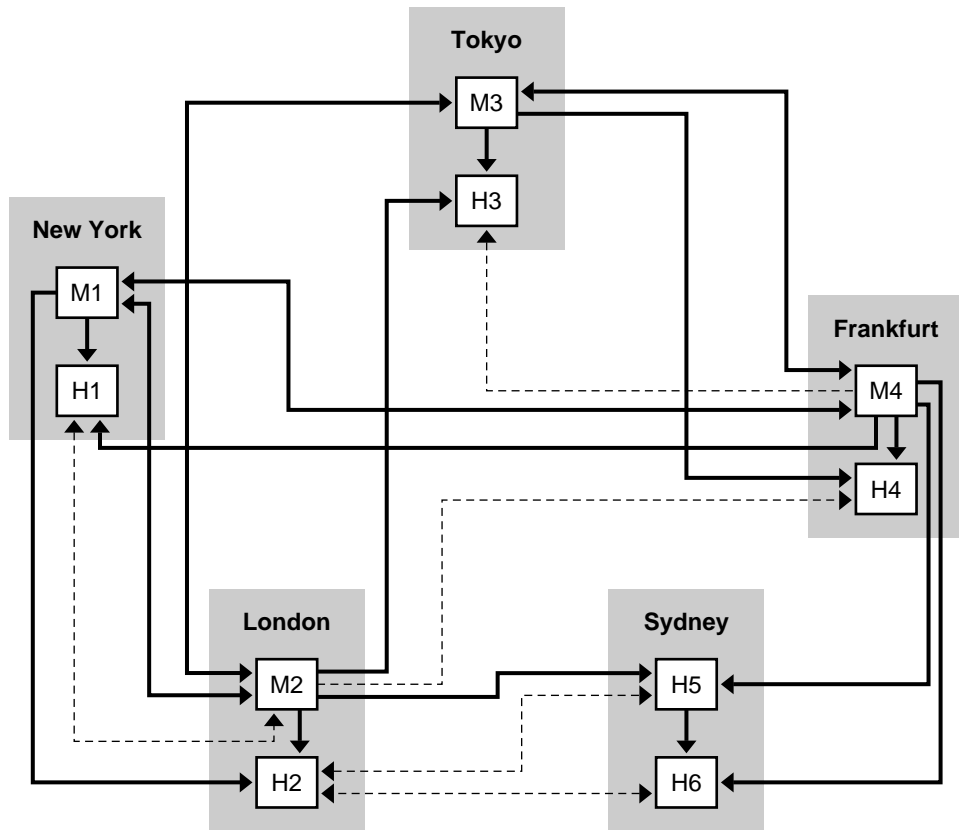 Tokyo
M3
H3
New York
M1
H1
Frankfurt
M4
H4
London
M2
H2
Sydney
H5
H6